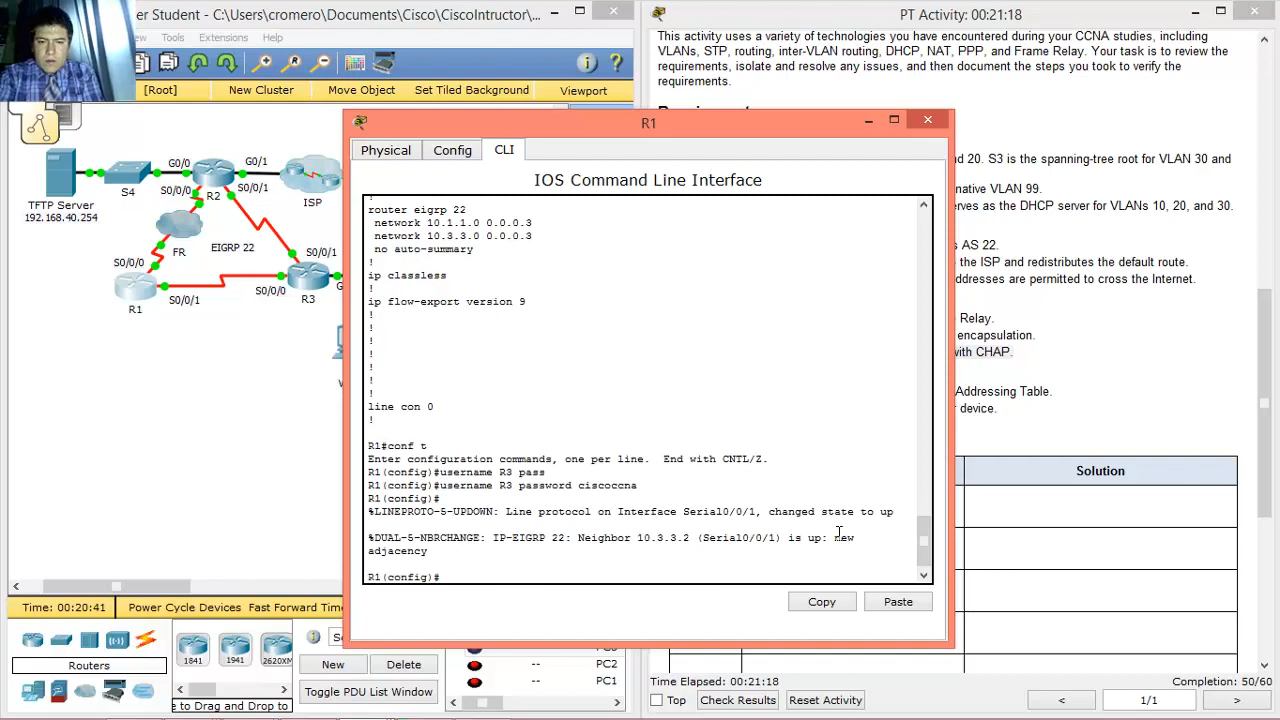 er Student - C:\Users\cromero\Documents\Cisco\CiscoIntructor\...
PT Activity: 00:21:18
Tools Extensions Help
[Root] New Cluster Move Object Set Tiled Background Viewport
This activity uses a variety of technologies you have encountered during your CCNA studies, including
VLANs, STP, routing, inter-VLAN routing, DHCP, NAT, PPP, and Frame Relay. Your task is to review the
requirements, isolate and resolve any issues, and then document the steps you took to verify the
requirements.
and 20. S3 is the spanning-tree root for VLAN 30 and
native VLAN 99.
erves as the DHCP server for VLANs 10, 20, and 30.
AS 22.
the ISP and redistributes the default route.
addresses are permitted to cross the Internet.
Relay.
encapsulation.
with CHAP.
Addressing Table.
device.
Solution
TFTP Server
192.168.40.254
S4
G0/0
R2
G0/1
ISP
S0/0/0
S0/0/1
FR
EIGRP 22
S0/0/0
S0/0/1
R3
G
S0/0/0
R1
S0/0/1
R1
Physical Config CLI
IOS Command Line Interface
!
router eigrp 22
network 10.1.1.0 0.0.0.3
network 10.3.3.0 0.0.0.3
no auto-summary
!
ip classless
!
ip flow-export version 9
!
!
!
!
!
!
!
line con 0
!
R1#conf t
Enter configuration commands, one per line. End with CNTL/Z.
R1(config)#username R3 pass
R1(config)#username R3 password ciscoccna
R1(config)#
%LINEPROTO-5-UPDOWN: Line protocol on Interface Serial0/0/1, changed state to up
%DUAL-5-NBRCHANGE: IP-EIGRP 22: Neighbor 10.3.3.2 (Serial0/0/1) is up: new
adjacency
R1(config)#
Copy Paste
Time: 00:20:41 Power Cycle Devices Fast Forward Time
Routers
1841 1941 2620XM
e to Drag and Drop to
New Delete
Toggle PDU List Window
-- PC2
-- PC1
Time Elapsed: 00:21:18 Completion: 50/60
Top Check Results Reset Activity < 1/1 >